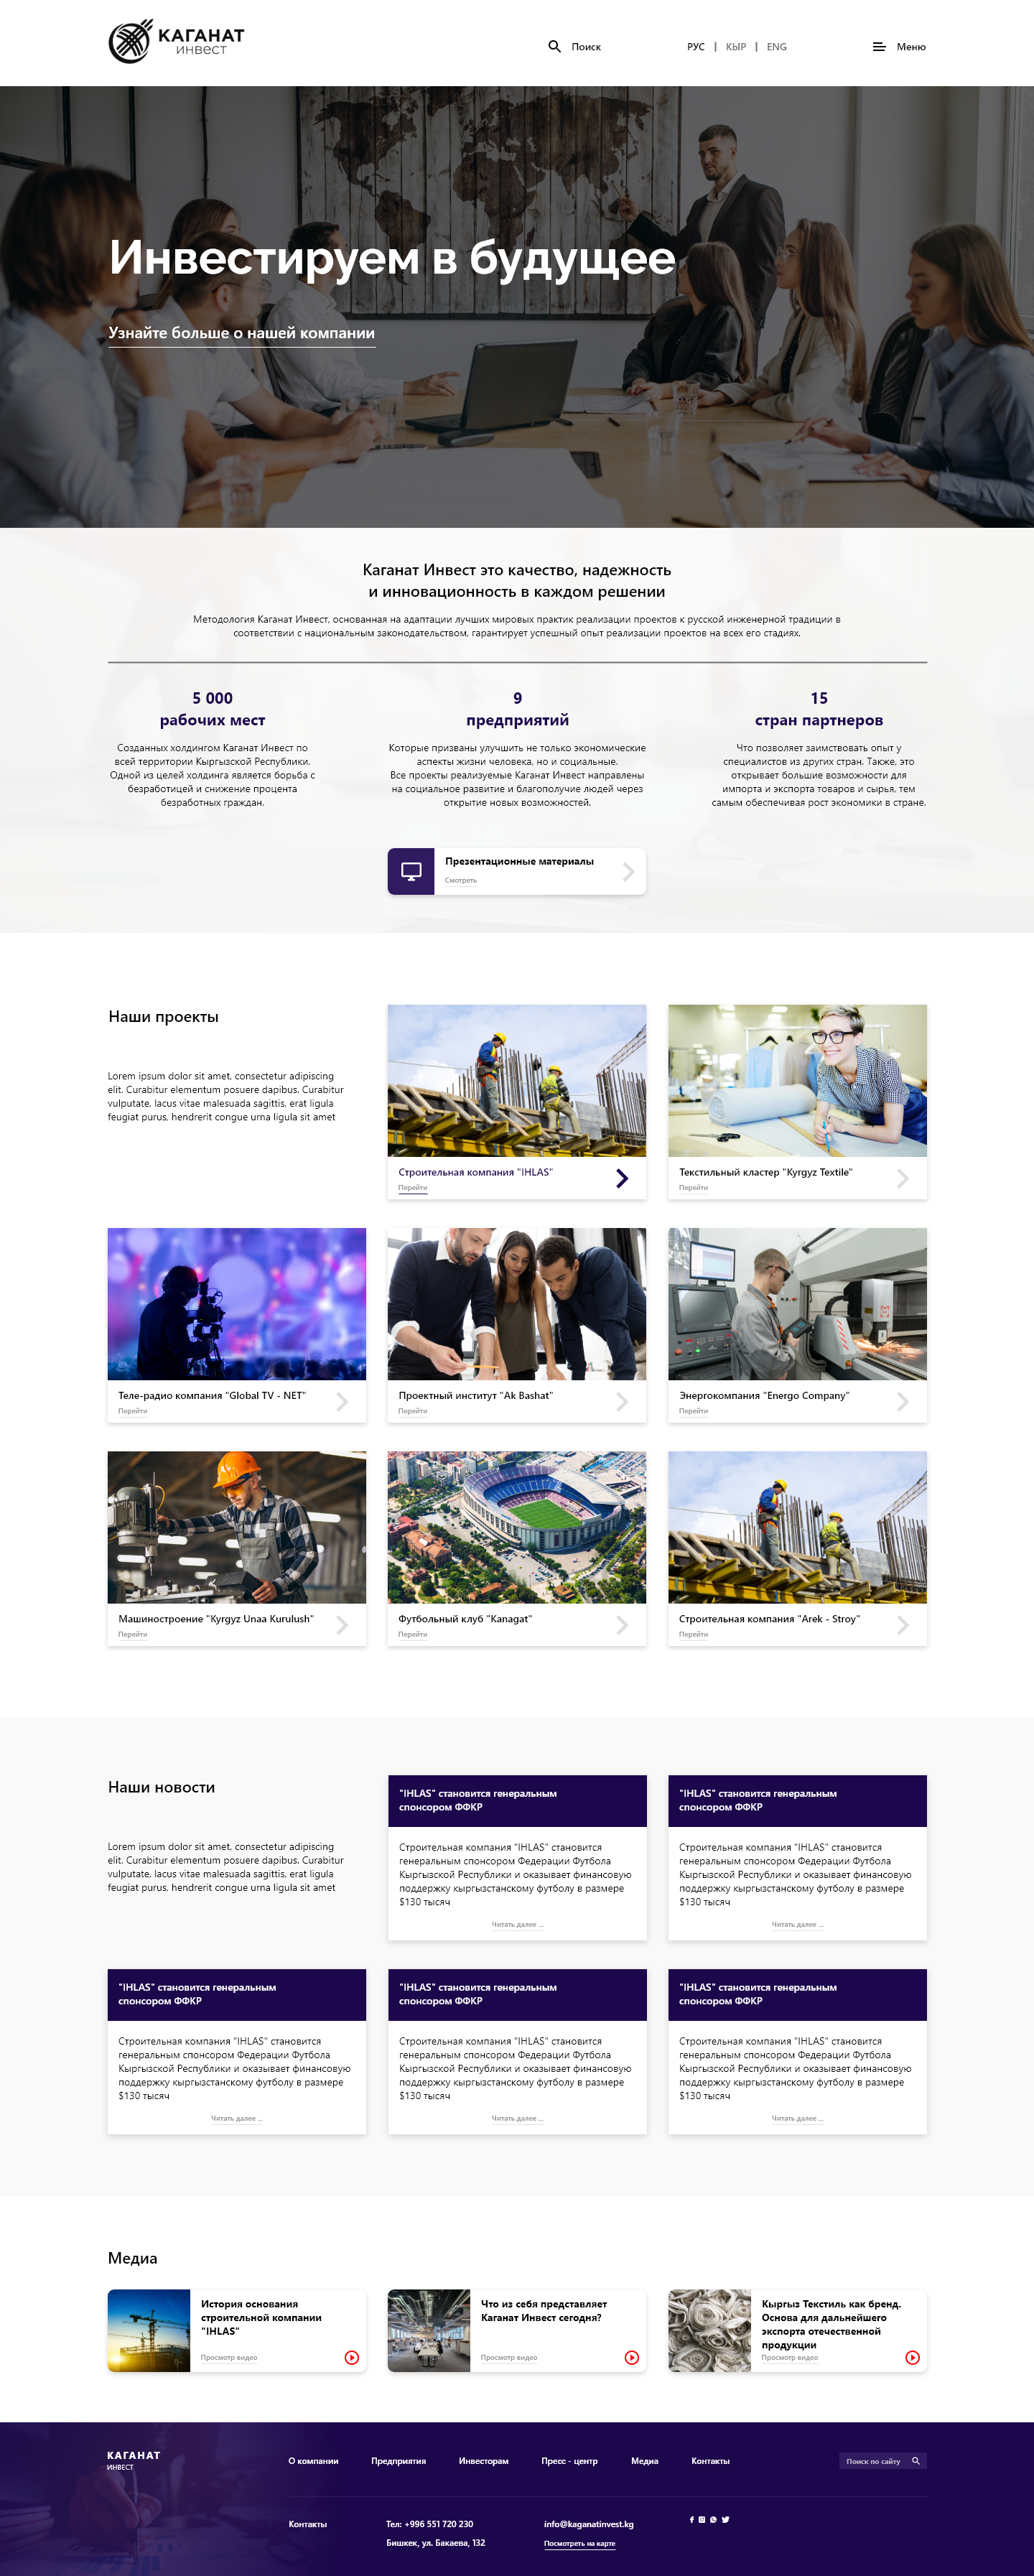 КАГАНАТ
ИНВЕСТ
Поиск
РУС | КЫР | ENG
Меню
Инвестируем в будущее
Узнайте больше о нашей компании
Каганат Инвест это качество, надежность
и инновационность в каждом решении
Методология Каганат Инвест, основанная на адаптации лучших мировых практик реализации проектов к русской инженерной традиции в
соответствии с национальным законодательством, гарантирует успешный опыт реализации проектов на всех его стадиях.
5 000
рабочих мест
Созданных холдингом Каганат Инвест по
всей территории Кыргызской Республики.
Одной из целей холдинга является борьба с
безработицей и снижение процента
безработных граждан.
9
предприятий
Которые призваны улучшить не только экономические
аспекты жизни человека, но и социальные.
Все проекты реализуемые Каганат Инвест направлены
на социальное развитие и благополучие людей через
открытие новых возможностей.
15
стран партнеров
Что позволяет заимствовать опыт у
специалистов из других стран. Также, это
открывает большие возможности для
импорта и экспорта товаров и сырья, тем
самым обеспечивая рост экономики в стране.
Презентационные материалы
Смотреть
Наши проекты
Lorem ipsum dolor sit amet, consectetur adipiscing
elit. Curabitur elementum posuere dapibus. Curabitur
vulputate, lacus vitae malesuada sagittis, erat ligula
feugiat purus, hendrerit congue urna ligula sit amet
Строительная компания "IHLAS"
Перейти
Текстильный кластер "Kyrgyz Textile"
Перейти
Теле-радио компания "Global TV - NET"
Перейти
Проектный институт "Ak Bashat"
Перейти
Энергокомпания "Energo Company"
Перейти
Машиностроение "Kyrgyz Unaa Kurulush"
Перейти
Футбольный клуб "Kanagat"
Перейти
Строительная компания "Arek - Stroy"
Перейти
Наши новости
Lorem ipsum dolor sit amet, consectetur adipiscing
elit. Curabitur elementum posuere dapibus. Curabitur
vulputate, lacus vitae malesuada sagittis, erat ligula
feugiat purus, hendrerit congue urna ligula sit amet
"IHLAS" становится генеральным
спонсором ФФКР
Строительная компания "IHLAS" становится
генеральным спонсором Федерации Футбола
Кыргызской Республики и оказывает финансовую
поддержку кыргызстанскому футболу в размере
$130 тысяч
Читать далее ...
"IHLAS" становится генеральным
спонсором ФФКР
Строительная компания "IHLAS" становится
генеральным спонсором Федерации Футбола
Кыргызской Республики и оказывает финансовую
поддержку кыргызстанскому футболу в размере
$130 тысяч
Читать далее ...
"IHLAS" становится генеральным
спонсором ФФКР
Строительная компания "IHLAS" становится
генеральным спонсором Федерации Футбола
Кыргызской Республики и оказывает финансовую
поддержку кыргызстанскому футболу в размере
$130 тысяч
Читать далее ...
"IHLAS" становится генеральным
спонсором ФФКР
Строительная компания "IHLAS" становится
генеральным спонсором Федерации Футбола
Кыргызской Республики и оказывает финансовую
поддержку кыргызстанскому футболу в размере
$130 тысяч
Читать далее ...
"IHLAS" становится генеральным
спонсором ФФКР
Строительная компания "IHLAS" становится
генеральным спонсором Федерации Футбола
Кыргызской Республики и оказывает финансовую
поддержку кыргызстанскому футболу в размере
$130 тысяч
Читать далее ...
Медиа
История основания
строительной компании
"IHLAS"
Просмотр видео
Что из себя представляет
Каганат Инвест сегодня?
Просмотр видео
Кыргыз Текстиль как бренд.
Основа для дальнейшего
экспорта отечественной
продукции
Просмотр видео
КАГАНАТ
ИНВЕСТ
О компании
Предприятия
Инвесторам
Пресс - центр
Медиа
Контакты
Поиск по сайту
Контакты
Тел: +996 551 720 230
Бишкек, ул. Бакаева, 132
info@kaganatinvest.kg
Посмотреть на карте